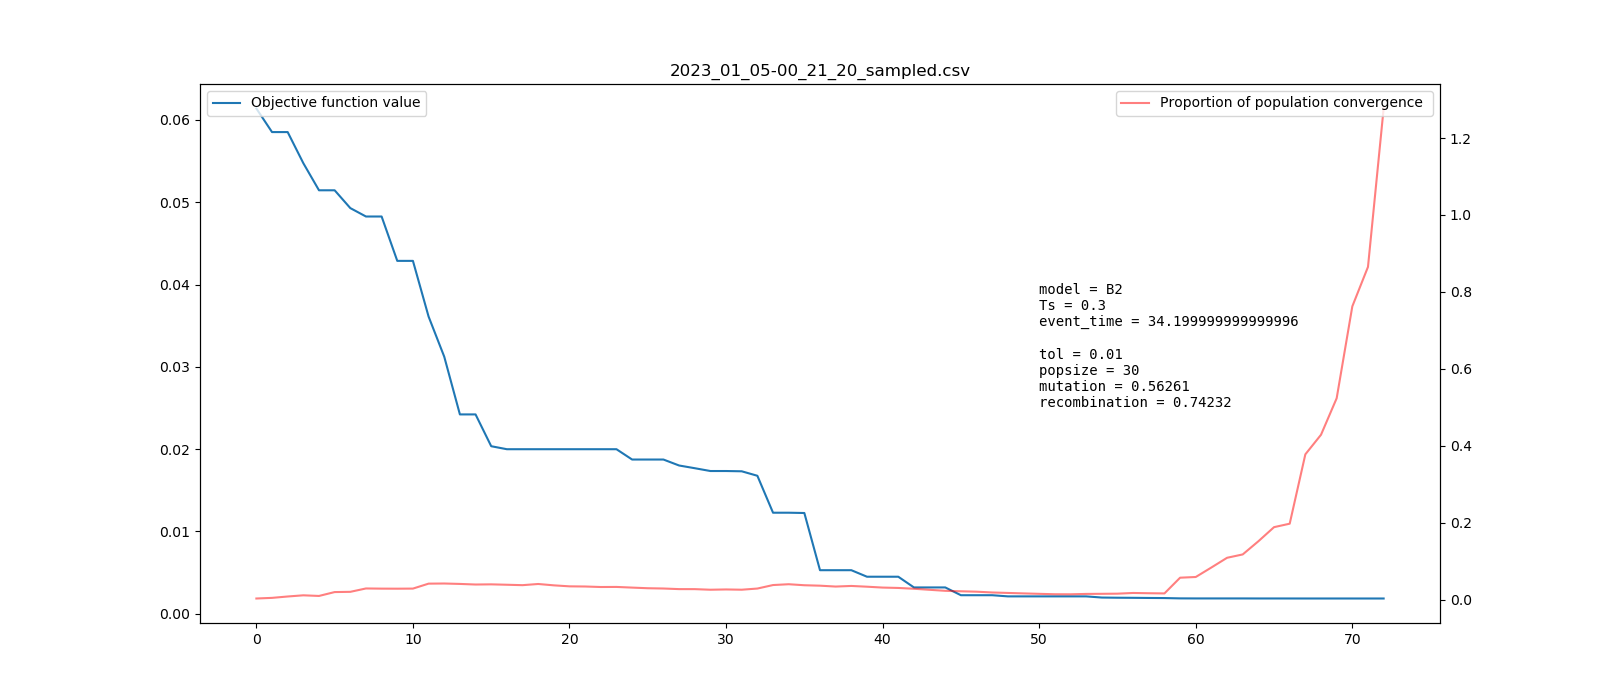 2023_01_05-00_21_20_sampled.csv
Objective function value
Proportion of population convergence
0.06
0.05
0.04
0.03
0.02
0.01
0.00
1.2
1.0
0.8
0.6
0.4
0.2
0.0
model = B2
Ts = 0.3
event_time = 34.199999999999996
tol = 0.01
popsize = 30
mutation = 0.56261
recombination = 0.74232
0 10 20 30 40 50 60 70